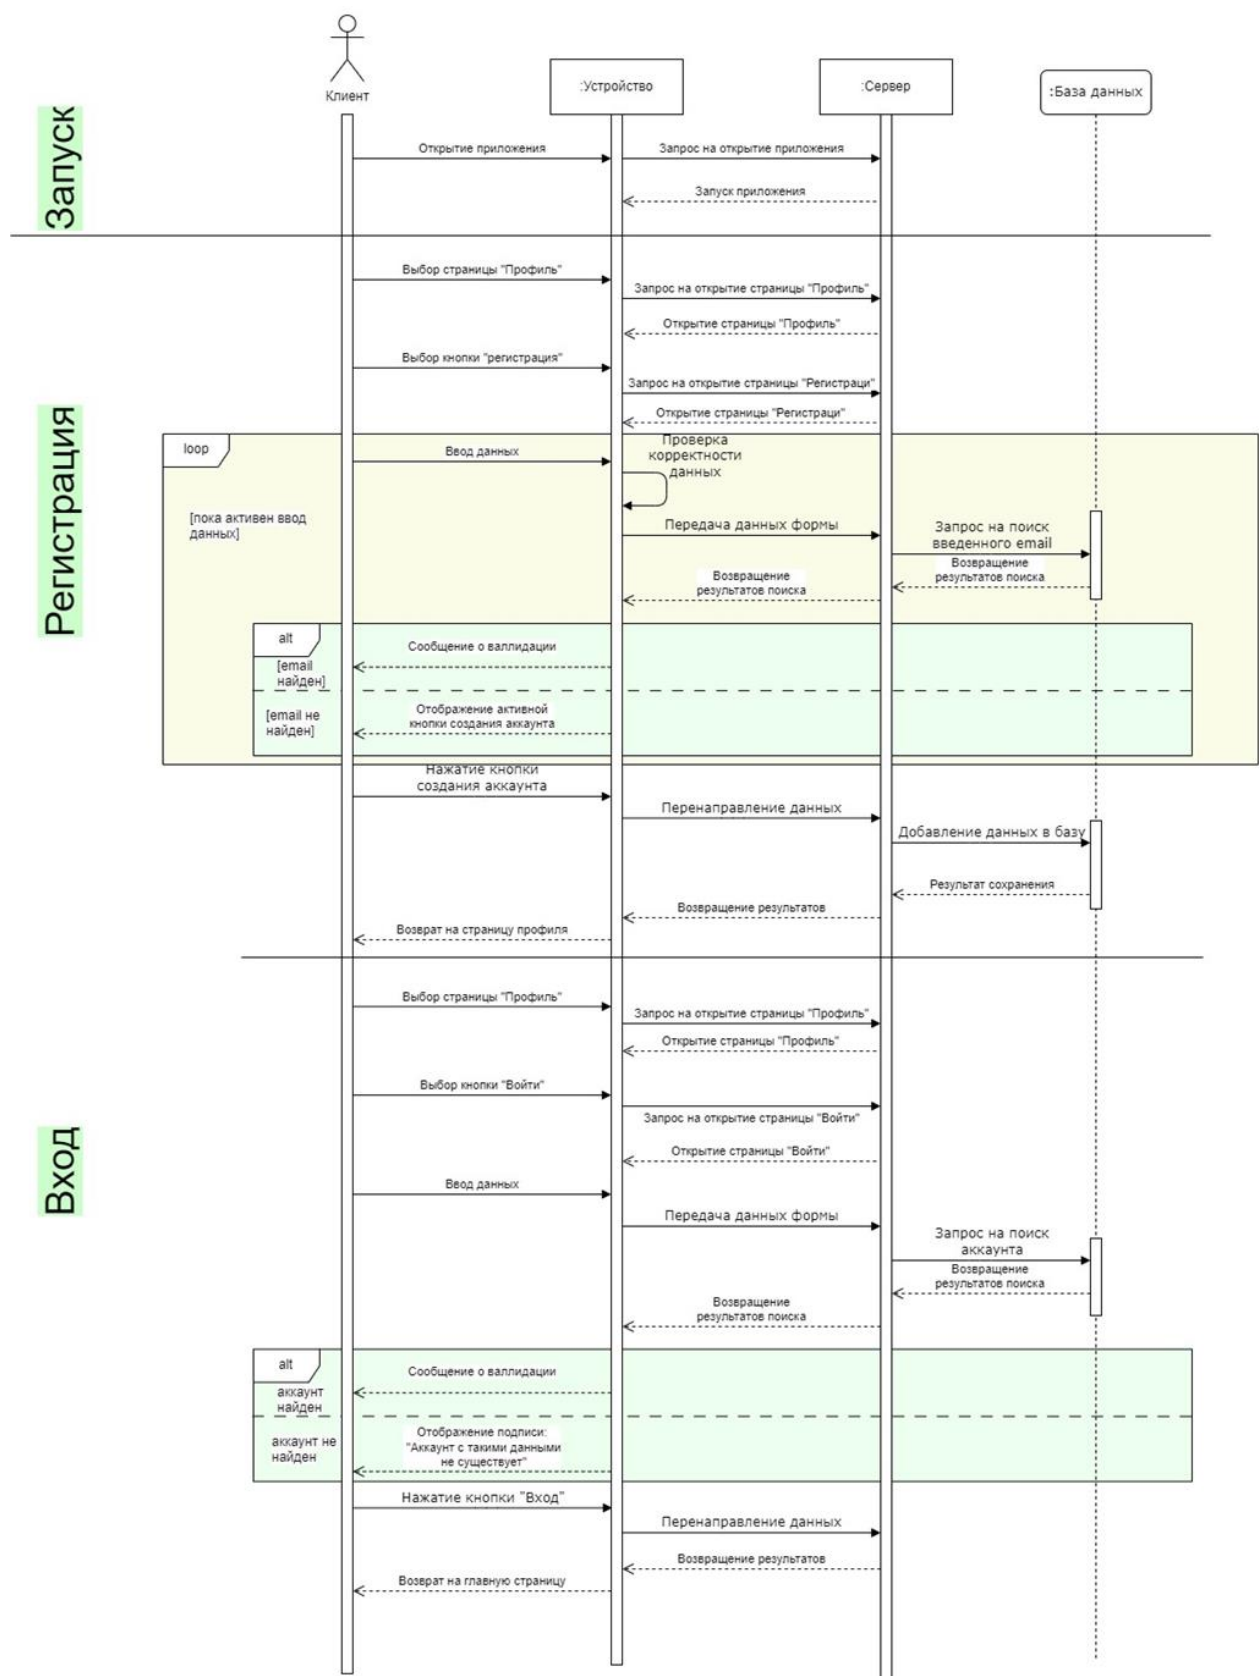 Клиент
:Устройство
:Сервер
:База данных
Запуск
Открытие приложения
Запрос на открытие приложения
Запуск приложения
Регистрация
Выбор страницы "Профиль"
Запрос на открытие страницы "Профиль"
Открытие страницы "Профиль"
Выбор кнопки "регистрация"
Запрос на открытие страницы "Регистраци"
Открытие страницы "Регистраци"
loop
[пока активен ввод
данных]
Ввод данных
Проверка
корректности
данных
Передача данных формы
Запрос на поиск
введенного email
Возвращение
результатов поиска
Возвращение
результатов поиска
alt
[email
найден]
Сообщение оваллидации
[email не
найден]
Отображение активной
кнопки создания аккаунта
Нажатие кнопки
создания аккаунта
Перенаправление данных
Добавление данных в базу
Результат сохранения
Возвращение результатов
Возврат на страницу профиля
Вход
Выбор страницы "Профиль"
Запрос на открытие страницы "Профиль"
Открытие страницы "Профиль"
Выбор кнопки "Войти"
Запрос на открытие страницы "Войти"
Открытие страницы "Войти"
Ввод данных
Передача данных формы
Запрос на поиск
аккаунта
Возвращение
результатов поиска
Возвращение
результатов поиска
alt
аккаунт
найден
Сообщение о валлидации
аккаунт не
найден
Отображение подписи:
"Аккаунт с такими данными
не существует"
Нажатие кнопки "Вход"
Перенаправление данных
Возвращение результатов
Возврат на главную страницу